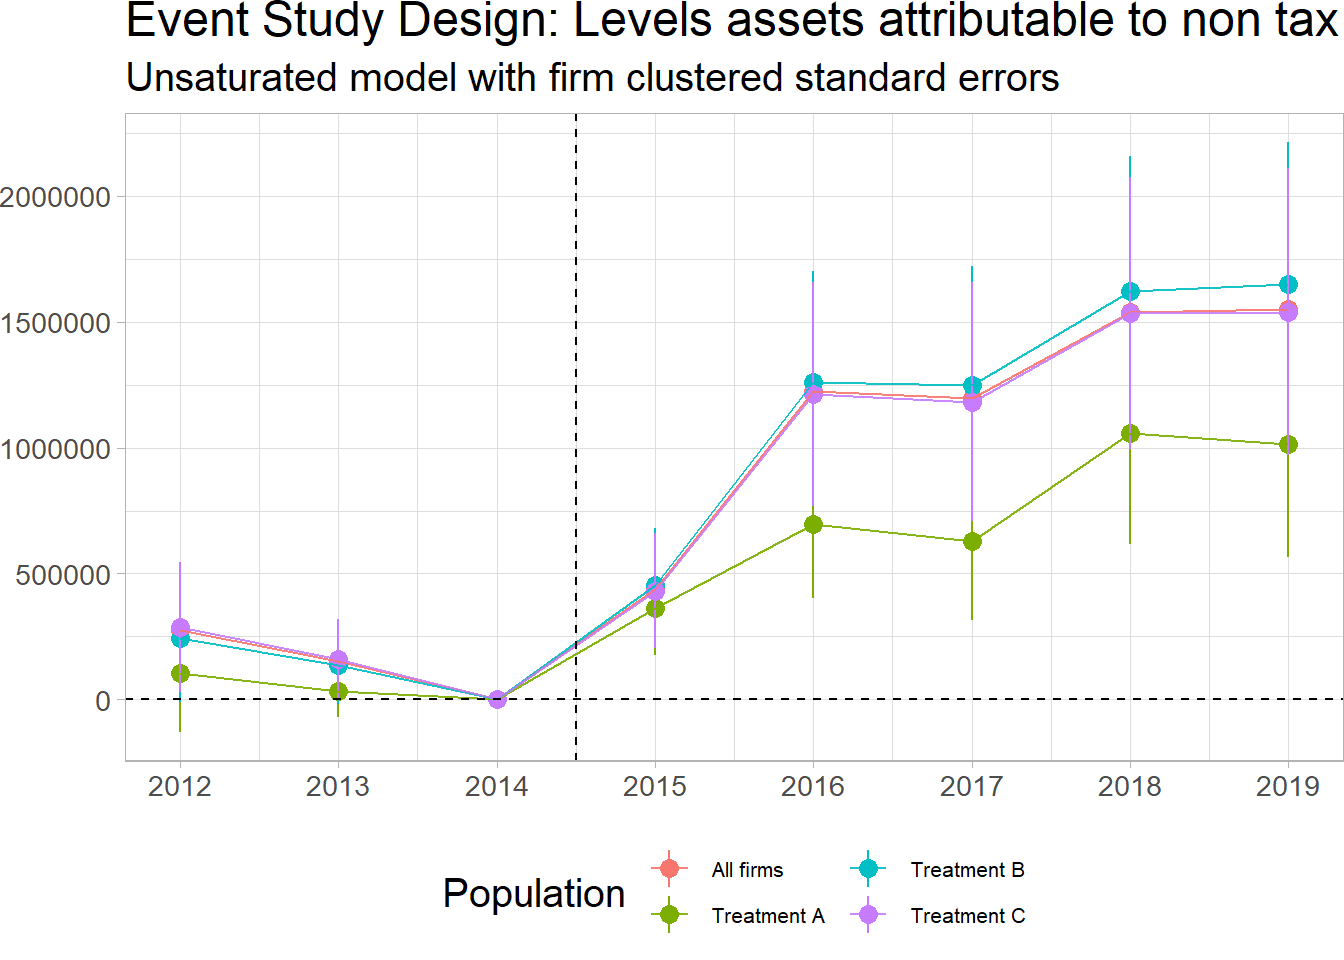 Event Study Design: Levels assets attributable to non tax
Unsaturated model with firm clustered standard errors
2000000
1500000
1000000
500000
0
2012 2013 2014 2015 2016 2017 2018 2019
Population
All firms
Treatment B
Treatment A
Treatment C